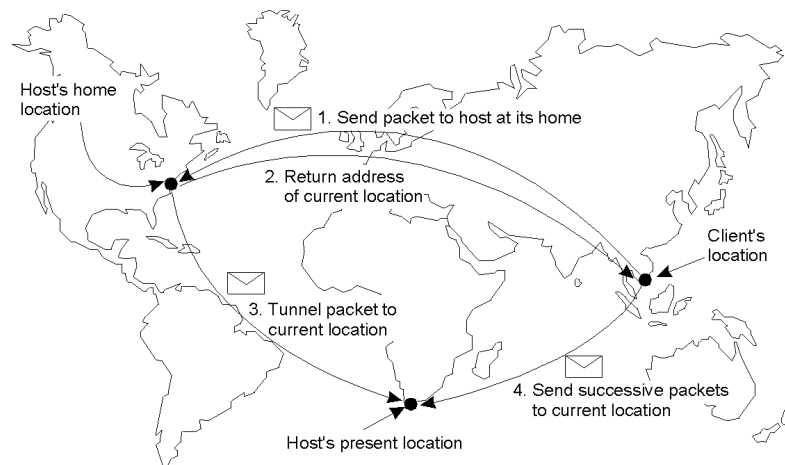 Host's home
location
1. Send packet to host at its home
2. Return address
of current location
Client's
location
3. Tunnel packet to
current location
4. Send successive packets
to current location
Host's present location